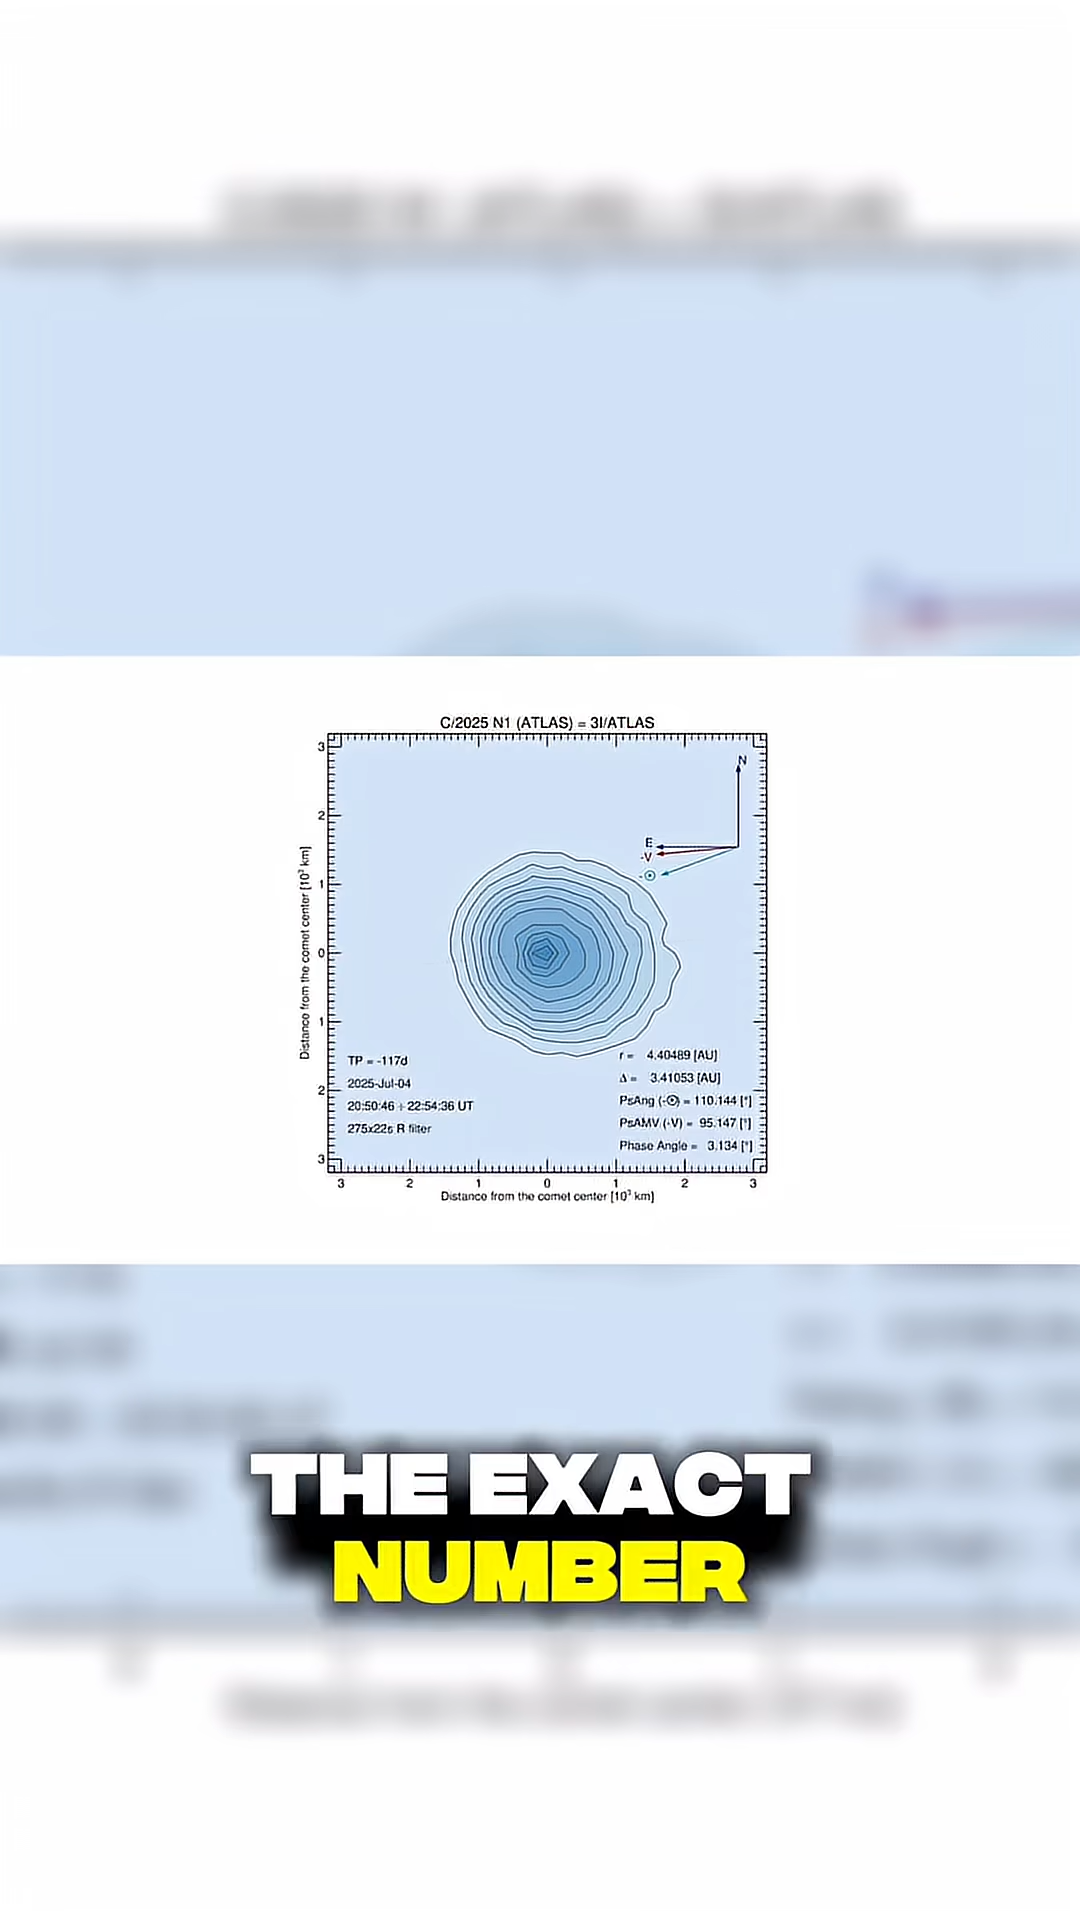 C/2025 N1 (ATLAS) = 3I/ATLAS
3
2
1
0
1
2
3
Distance from the comet center [10³ km]
N
E
-V
-☉
TP = -117d
2025-Jul-04
20:50:46 ÷ 22:54:36 UT
275x22s R filter
r = 4.40489 [AU]
Δ = 3.41053 [AU]
PsAng (-☉) = 110.144 [°]
PsAMV (-V) = 95.147 [°]
Phase Angle = 3.134 [°]
3 2 1 0 1 2 3
Distance from the comet center [10³ km]
THE EXACT
NUMBER